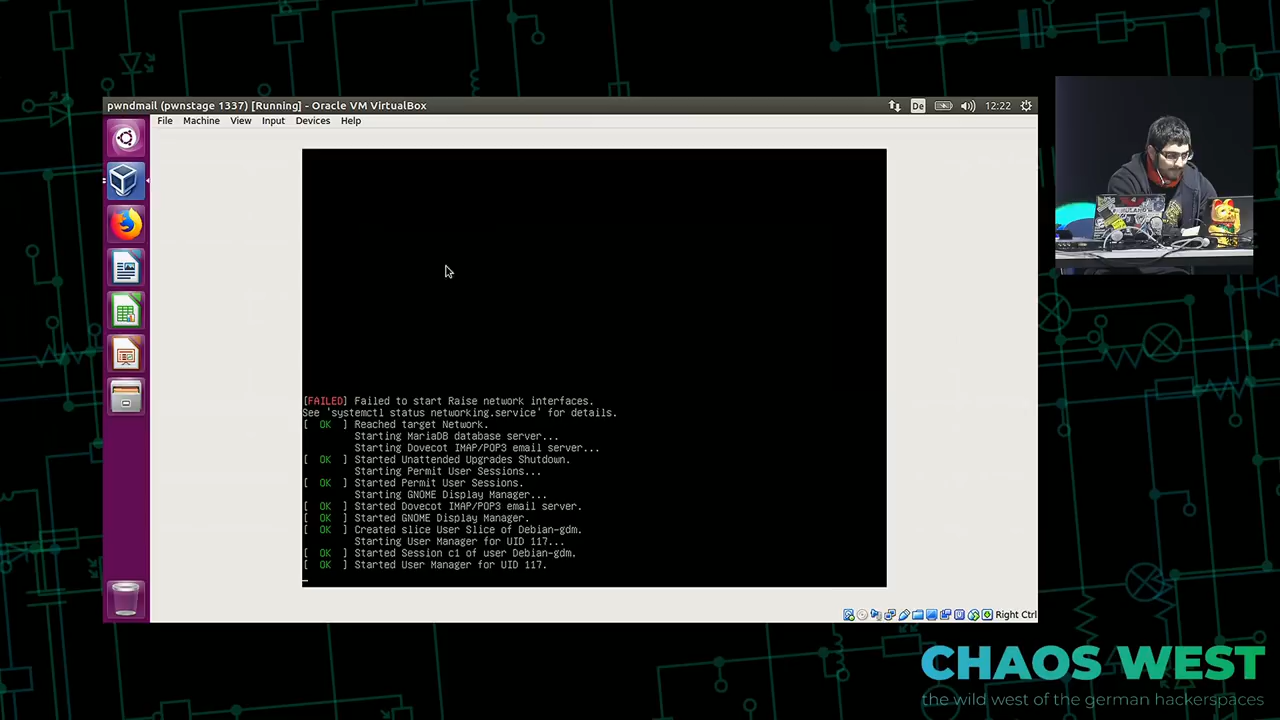 pwndmail (pwnstage 1337) [Running] - Oracle VM VirtualBox
De
12:22
File Machine View Input Devices Help
[FAILED] Failed to start Raise network interfaces.
See 'systemctl status networking.service' for details.
[ OK ] Reached target Network.
Starting MariaDB database server...
Starting Dovecot IMAP/POP3 email server...
[ OK ] Started Unattended Upgrades Shutdown.
Starting Permit User Sessions...
[ OK ] Started Permit User Sessions.
Starting GNOME Display Manager...
[ OK ] Started Dovecot IMAP/POP3 email server.
[ OK ] Started GNOME Display Manager.
[ OK ] Created slice User Slice of Debian-gdm.
Starting User Manager for UID 117...
[ OK ] Started Session c1 of user Debian-gdm.
[ OK ] Started User Manager for UID 117.
Right Ctrl
CHAOS WEST
the wild west of the german hackerspaces